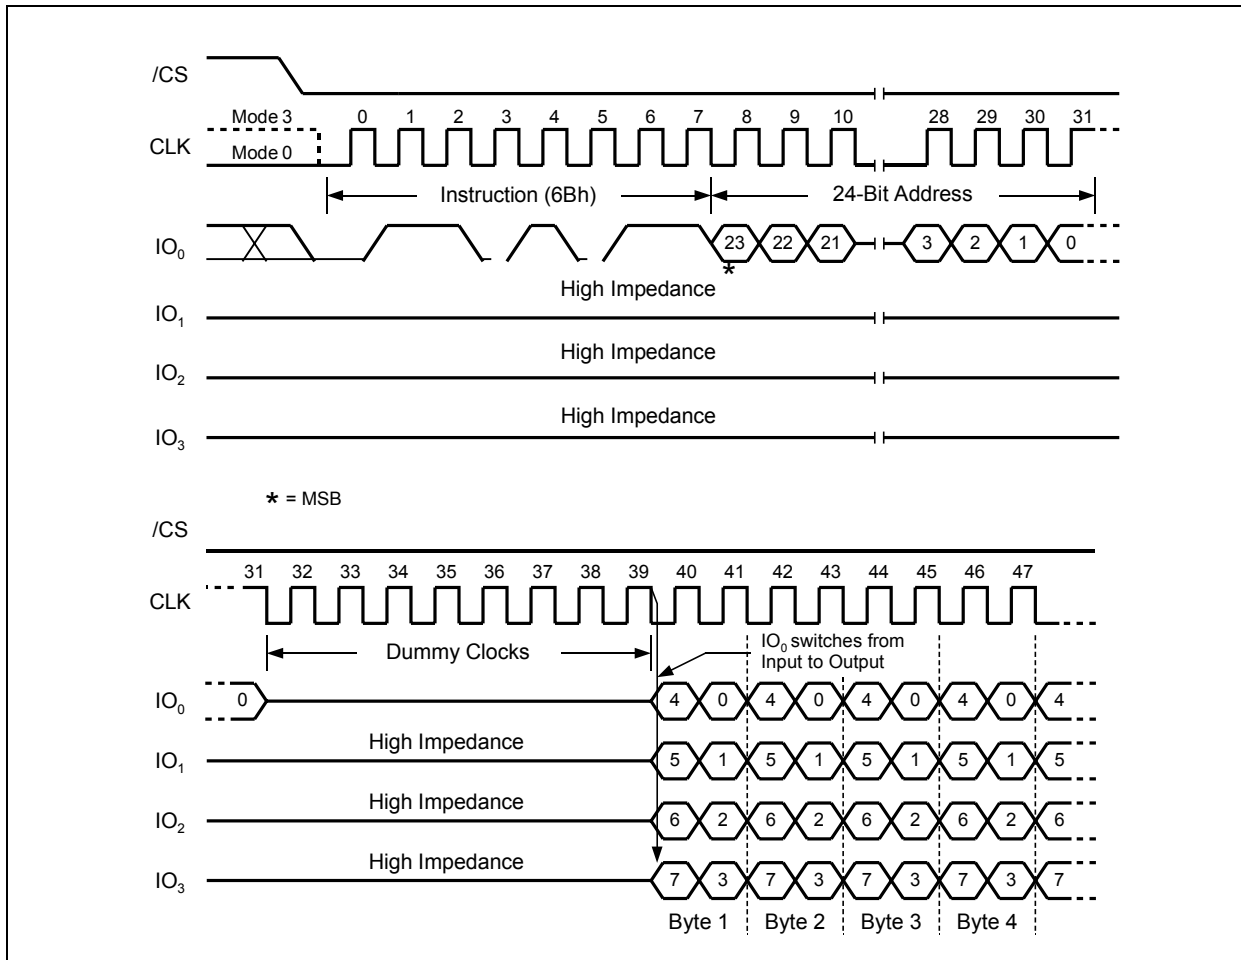 /CS
Mode 3 0 1 2 3 4 5 6 7 8 9 10 28 29 30 31
CLK
Mode 0
Instruction (6Bh) 24-Bit Address
IO0 23 22 21 3 2 1 0
*
High Impedance
IO1
High Impedance
IO2
High Impedance
IO3
* = MSB
/CS
31 32 33 34 35 36 37 38 39 40 41 42 43 44 45 46 47
CLK
Dummy Clocks
IO0 switches from
Input to Output
IO0 0 4 0 4 0 4 0 4 0 4
High Impedance
IO1 5 1 5 1 5 1 5 1 5
High Impedance
IO2 6 2 6 2 6 2 6 2 6
High Impedance
IO3 7 3 7 3 7 3 7 3 7
Byte 1 Byte 2 Byte 3 Byte 4